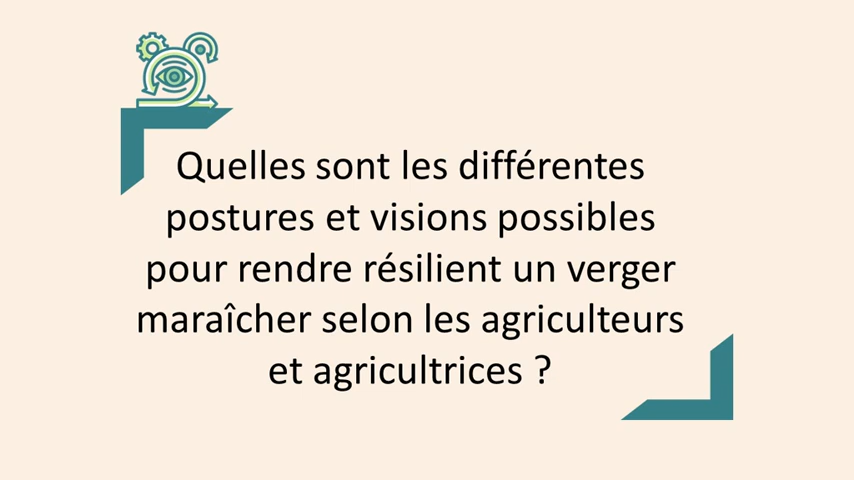 Quelles sont les différentes
postures et visions possibles
pour rendre résilient un verger
maraîcher selon les agriculteurs
et agricultrices ?